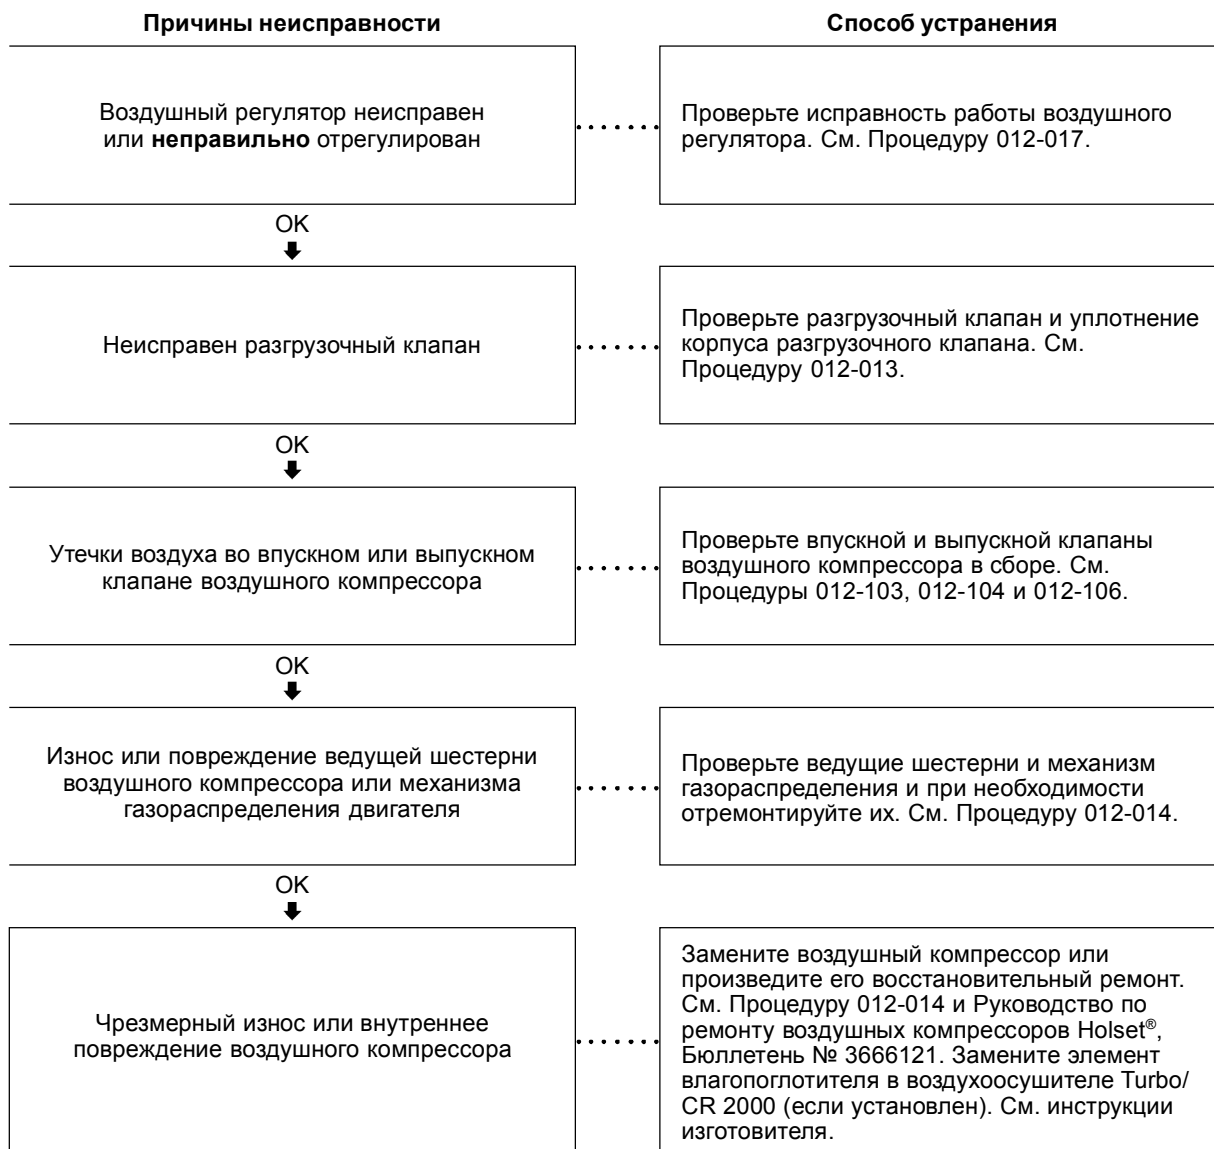 Причины неисправности
Способ устранения
Воздушный регулятор неисправен
или неправильно отрегулирован
Проверьте исправность работы воздушного
регулятора. См. Процедуру 012-017.
OK
Неисправен разгрузочный клапан
Проверьте разгрузочный клапан и уплотнение
корпуса разгрузочного клапана. См.
Процедуру 012-013.
OK
Утечки воздуха во впускном или выпускном
клапане воздушного компрессора
Проверьте впускной и выпускной клапаны
воздушного компрессора в сборе. См.
Процедуры 012-103, 012-104 и 012-106.
OK
Износ или повреждение ведущей шестерни
воздушного компрессора или механизма
газораспределения двигателя
Проверьте ведущие шестерни и механизм
газораспределения и при необходимости
отремонтируйте их. См. Процедуру 012-014.
OK
Чрезмерный износ или внутреннее
повреждение воздушного компрессора
Замените воздушный компрессор или
произведите его восстановительный ремонт.
См. Процедуру 012-014 и Руководство по
ремонту воздушных компрессоров Holset®,
Бюллетень № 3666121. Замените элемент
влагопоглотителя в воздухоосушителе Turbo/
CR 2000 (если установлен). См. инструкции
изготовителя.